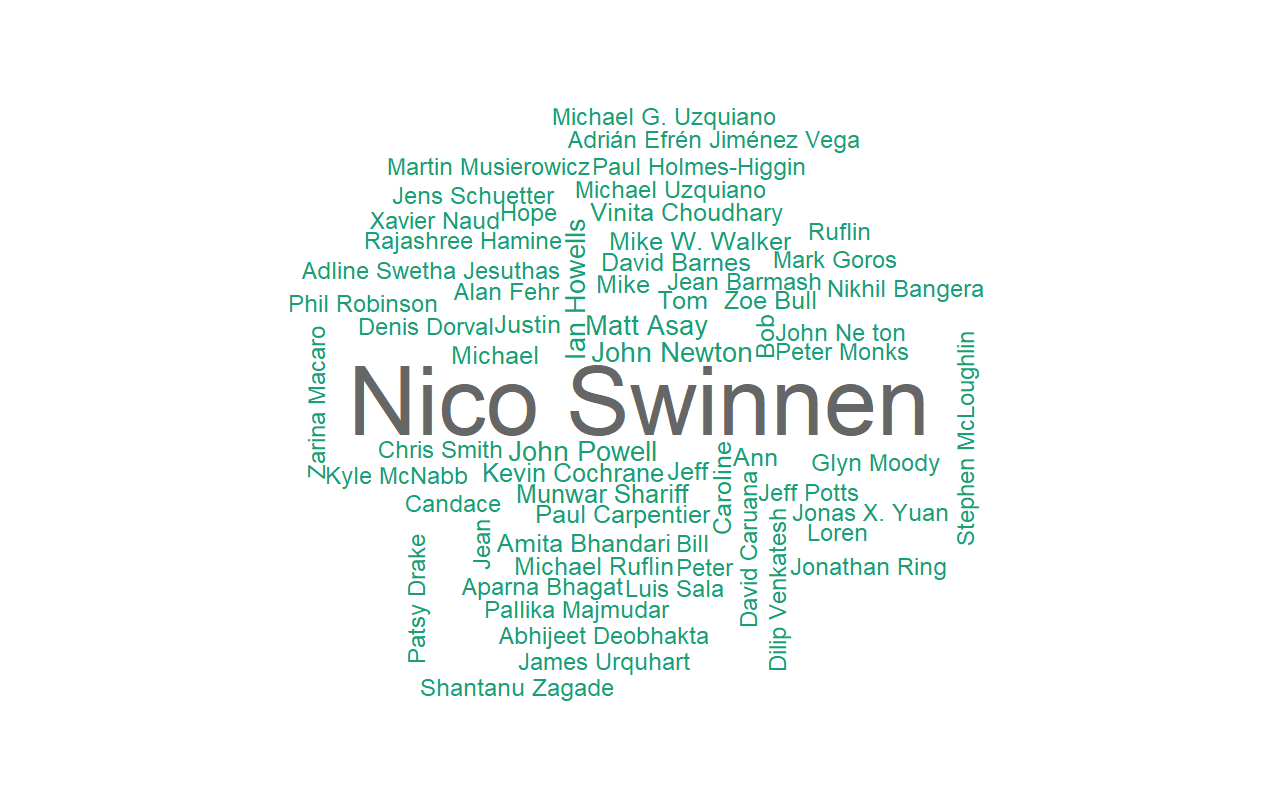 Michael G. Uzquiano
Adrián Efrén Jiménez Vega
Martin Musierowicz
Paul Holmes-Higgin
Jens Schuetter
Michael Uzquiano
Xavier Naud
Hope
Vinita Choudhary
Ruflin
Rajashree Hamine
Ian Howells
Mike W. Walker
David Barnes
Mark Goros
Adline Swetha Jesuthas
Alan Fehr
Mike
Jean Barmash
Nikhil Bangera
Phil Robinson
Tom
Zoe Bull
Denis Dorval
Justin
Matt Asay
Bob
John Ne ton
Michael
John Newton
Peter Monks
Zarina Macaro
Nico Swinnen
Stephen McLoughlin
Chris Smith
John Powell
Caroline
Ann
Glyn Moody
Kyle McNabb
Kevin Cochrane
Jeff
Candace
Munwar Shariff
David Caruana
Jeff Potts
Paul Carpentier
Dilip Venkatesh
Jonas X. Yuan
Loren
Patsy Drake
Jean
Amita Bhandari
Bill
Michael Ruflin
Peter
Jonathan Ring
Aparna Bhagat
Luis Sala
Pallika Majmudar
Abhijeet Deobhakta
James Urquhart
Shantanu Zagade